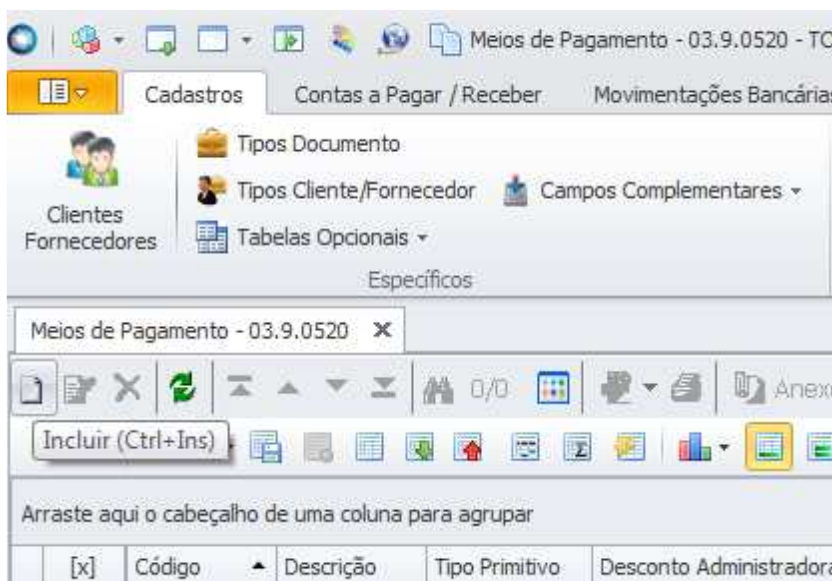 Meios de Pagamento - 03.9.0520 - TO
Cadastros Contas a Pagar / Receber Movimentações Bancárias
Clientes
Fornecedores
Tipos Documento
Tipos Cliente/Fornecedor Campos Complementares
Tabelas Opcionais
Específicos
Meios de Pagamento - 03.9.0520
0/0 Anexo
Incluir (Ctrl+Ins)
Arraste aqui o cabeçalho de uma coluna para agrupar
[x] Código Descrição Tipo Primitivo Desconto Administradora